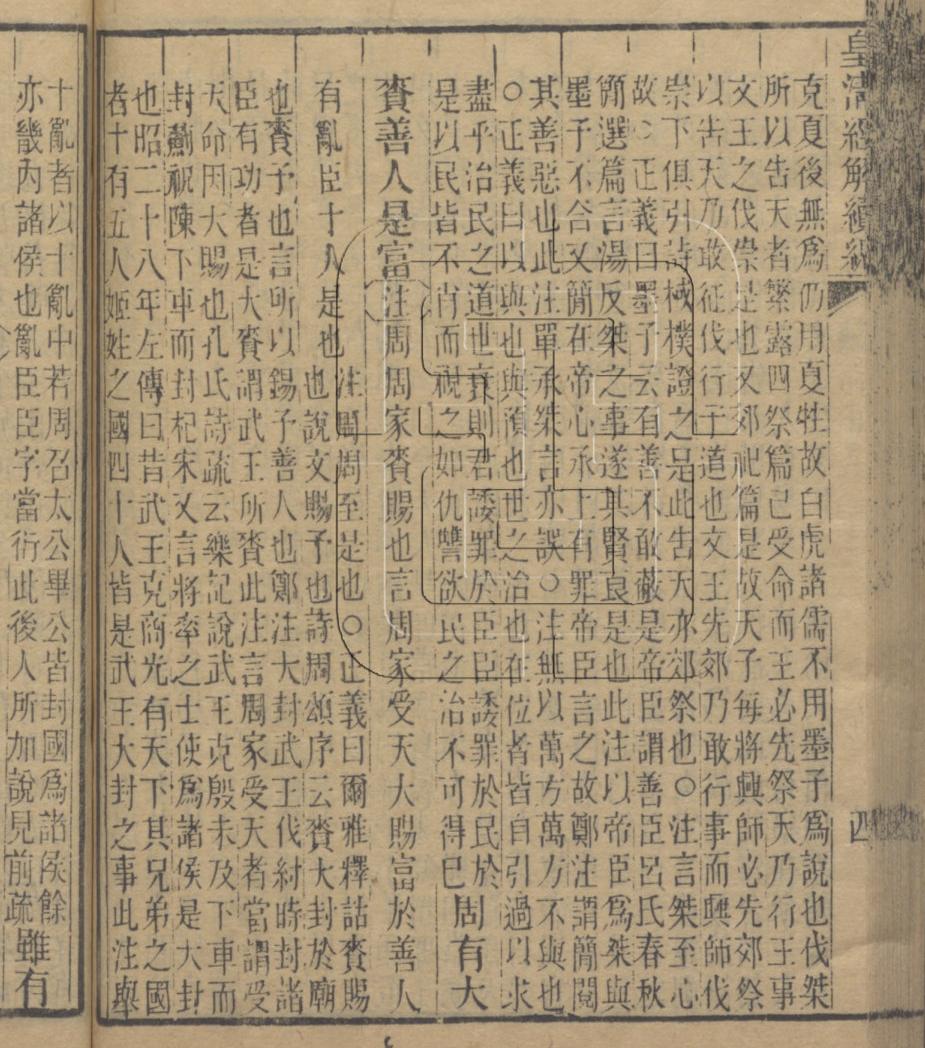 皇清經解續編
四
克夏後無爲仍用夏牲故白虎諸儒不用墨子爲說也伐桀
所以告天者繁露四祭篇已受命而王必先祭天乃行王事
文王之伐崇是也又郊祀篇是故天子每將興師必先郊祭
以告天乃敢征伐行于道也文王先郊乃敢行事而興師伐
崇下俱引詩棫樸證之是此告天亦郊祭也○注言桀至心
故○正義曰墨子云有善不敢蔽是帝臣謂善臣呂氏春秋
簡選篇言湯反桀之事遂其賢良是也此注以帝臣爲桀與
墨子不合又簡在帝心承上有罪帝臣言之故鄭注謂簡閱
其善惡也此注單承桀言亦誤○注無以萬方萬方不與也
○正義曰以與也與預也世之治也在位者皆自引過以求
盡乎治民之道世衰則君諉罪於臣臣諉罪於民於
是以民皆不肖而視之如仇讐欲民之治不可得已
周有大
賚善人是富注周周家賚賜也言周家受天大賜富於善人
有亂臣十人是也
注周周至是也○正義曰爾雅釋詁賚賜
也說文賜予也詩周頌序云賚大封於廟
也賚予也言所以錫予善人也鄭注大封武王伐紂時封諸
臣有功者是大賚謂武王所賚此注言周家受天者當謂受
天命因大賜也孔氏詩疏云樂記說武王克殷未及下車而
封薊祝陳下車而封杞宋又言將率之士使爲諸侯是大封
也昭二十八年左傳曰昔武王克商光有天下其兄弟之國
者十有五人姬姓之國四十人皆是武王大封之事此注舉
十亂者以十亂中若周召太公畢公皆封國爲諸侯餘
亦畿內諸侯也亂臣臣字當衍此後人所加說見前疏
雖有